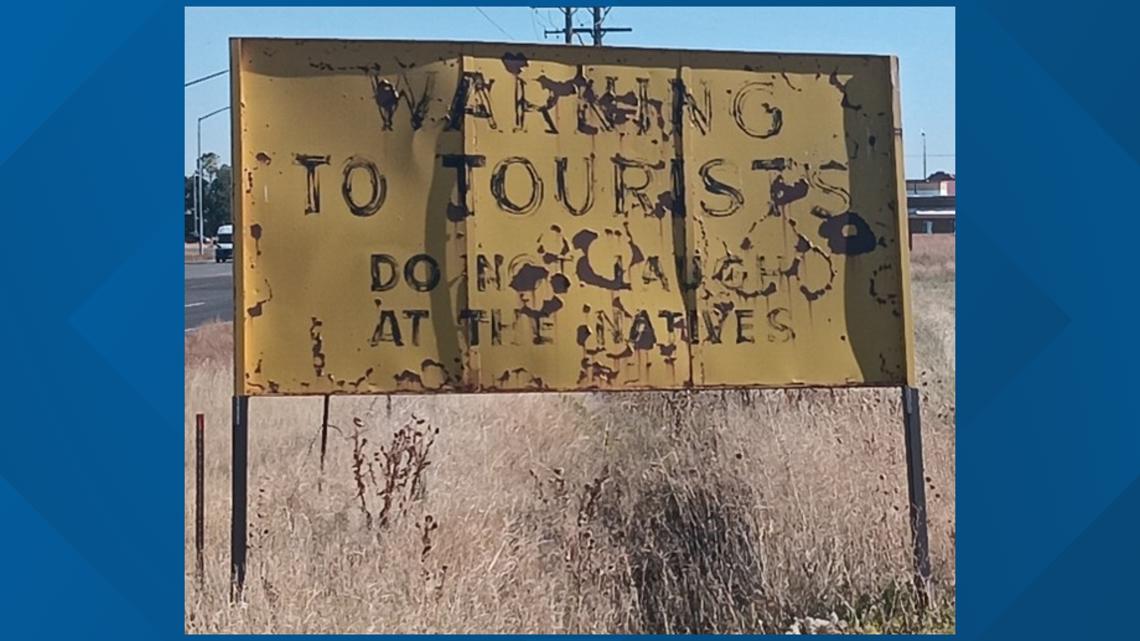 WARNING
TO TOURISTS
DO NOT LAUGH
AT THE NATIVES